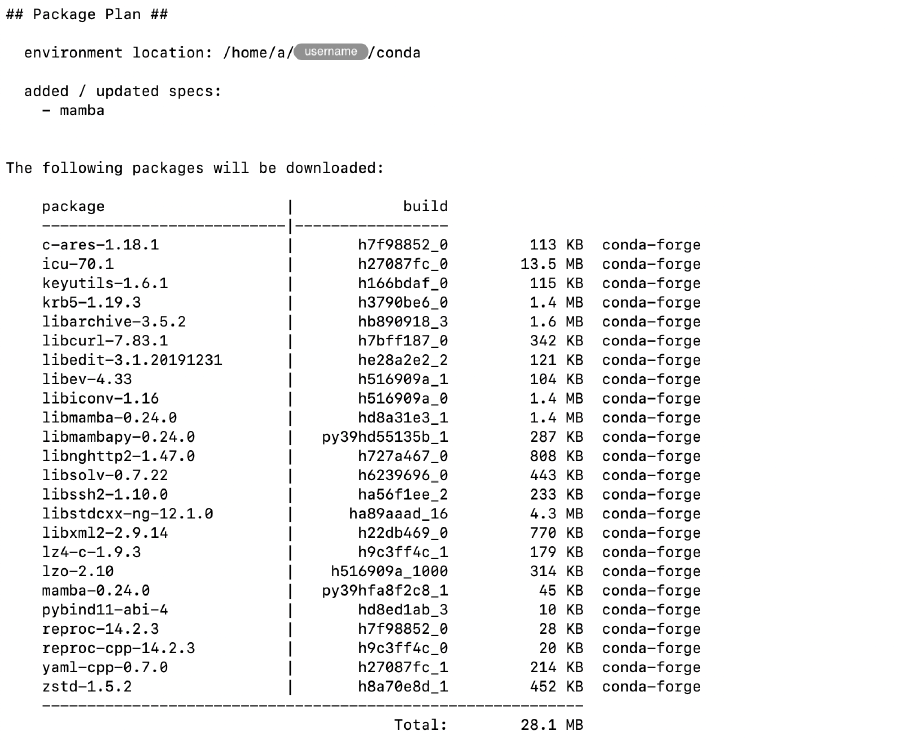 ## Package Plan ##
environment location: /home/a/username/conda
added / updated specs:
- mamba
The following packages will be downloaded:
package | build
---------------------------|-----------------
c-ares-1.18.1 | h7f98852_0 113 KB conda-forge
icu-70.1 | h27087fc_0 13.5 MB conda-forge
keyutils-1.6.1 | h166bdaf_0 115 KB conda-forge
krb5-1.19.3 | h3790be6_0 1.4 MB conda-forge
libarchive-3.5.2 | hb890918_3 1.6 MB conda-forge
libcurl-7.83.1 | h7bff187_0 342 KB conda-forge
libedit-3.1.20191231 | he28a2e2_2 121 KB conda-forge
libev-4.33 | h516909a_1 104 KB conda-forge
libiconv-1.16 | h516909a_0 1.4 MB conda-forge
libmamba-0.24.0 | hd8a31e3_1 1.4 MB conda-forge
libmambapy-0.24.0 | py39hd55135b_1 287 KB conda-forge
libnghttp2-1.47.0 | h727a467_0 808 KB conda-forge
libsolv-0.7.22 | h6239696_0 443 KB conda-forge
libssh2-1.10.0 | ha56f1ee_2 233 KB conda-forge
libstdcxx-ng-12.1.0 | ha89aaad_16 4.3 MB conda-forge
libxml2-2.9.14 | h22db469_0 770 KB conda-forge
lz4-c-1.9.3 | h9c3ff4c_1 179 KB conda-forge
lzo-2.10 | h516909a_1000 314 KB conda-forge
mamba-0.24.0 | py39hfa8f2c8_1 45 KB conda-forge
pybind11-abi-4 | hd8ed1ab_3 10 KB conda-forge
reproc-14.2.3 | h7f98852_0 28 KB conda-forge
reproc-cpp-14.2.3 | h9c3ff4c_0 20 KB conda-forge
yaml-cpp-0.7.0 | h27087fc_1 214 KB conda-forge
zstd-1.5.2 | h8a70e8d_1 452 KB conda-forge
------------------------------------------------------------
Total: 28.1 MB